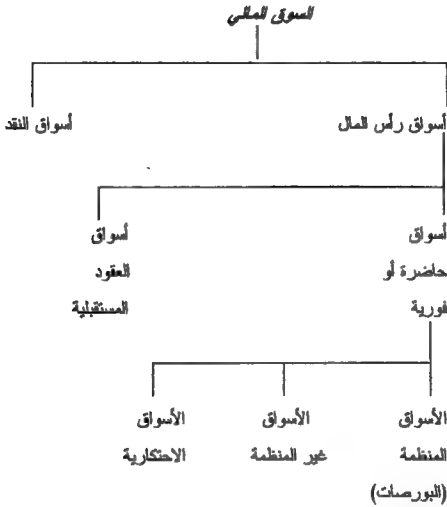 السوق المالي
أسواق رأس المال
أسواق النقد
أسواق
حاضرة أو
فورية
أسواق
العقود
المستقبلية
الأسواق
المنظمة
(البورصات)
الأسواق
غير المنظمة
الأسواق
الاحتكارية